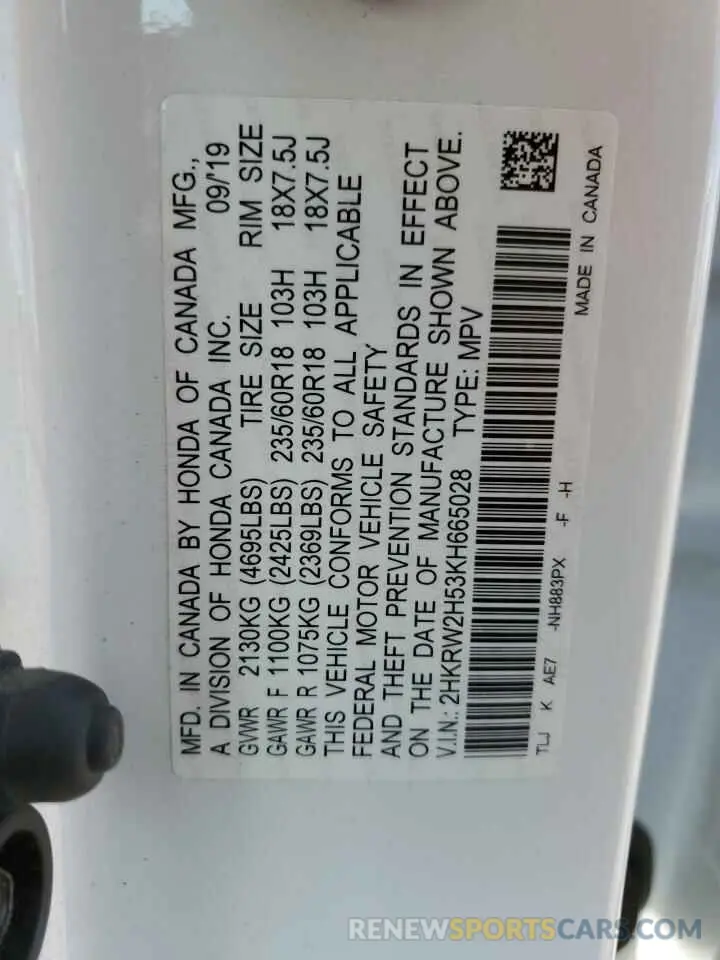 MFD. IN CANADA BY HONDA OF CANADA MFG.,
A DIVISION OF HONDA CANADA INC. 09/'19
GVWR 2130KG (4695LBS) TIRE SIZE RIM SIZE
GAWR F 1100KG (2425LBS) 235/60R18 103H 18X7.5J
GAWR R 1075KG (2369LBS) 235/60R18 103H 18X7.5J
THIS VEHICLE CONFORMS TO ALL APPLICABLE
FEDERAL MOTOR VEHICLE SAFETY
AND THEFT PREVENTION STANDARDS IN EFFECT
ON THE DATE OF MANUFACTURE SHOWN ABOVE.
V.I.N.: 2HKRW2H53KH665028 TYPE: MPV
TLJ K AE7 -NH883PX -F -H
MADE IN CANADA
RENEWSPORTSCARS.COM